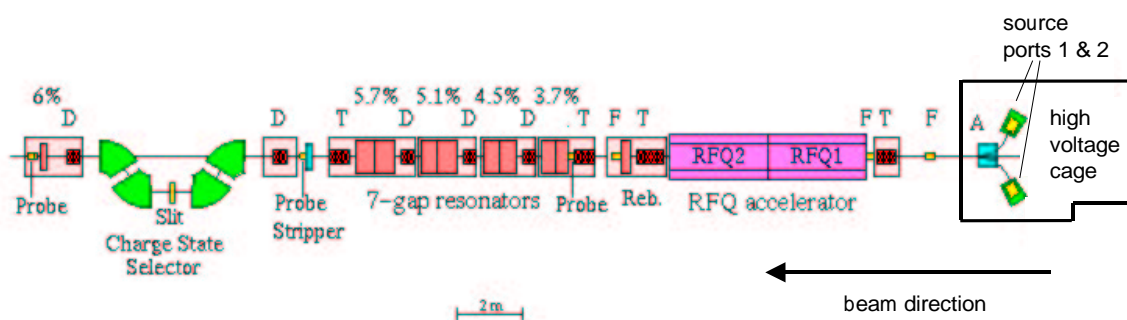 source
ports 1 & 2
6%
5.7% 5.1% 4.5% 3.7%
D D T D D D T F T F T F A
high
voltage
cage
RFQ2 RFQ1
Probe
Slit
Charge State
Selector
Probe
Stripper
7-gap resonators
Probe
Reb.
RFQ accelerator
2 m
beam direction